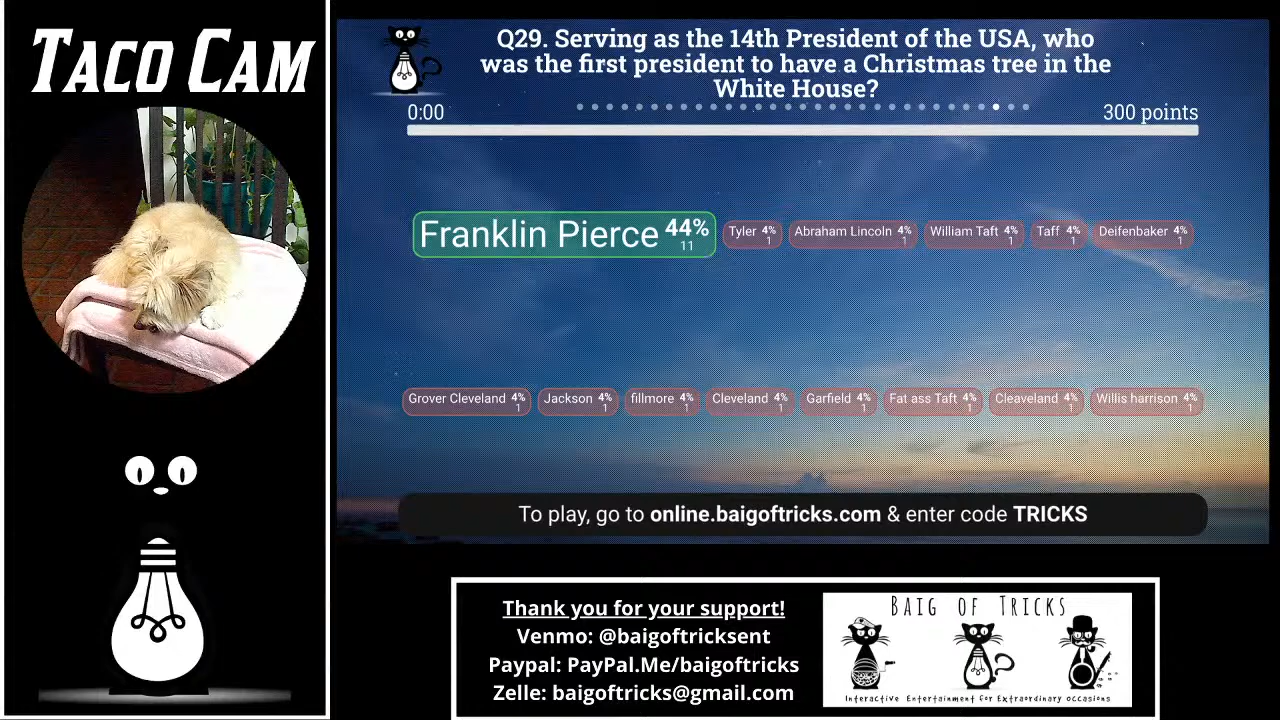 TACO CAM
Q29. Serving as the 14th President of the USA, who
was the first president to have a Christmas tree in the
White House?
0:00
300 points
Franklin Pierce 44% 11
Tyler 4% 1
Abraham Lincoln 4% 1
William Taft 4% 1
Taff 4% 1
Deifenbaker 4% 1
Grover Cleveland 4% 1
Jackson 4% 1
fillmore 4% 1
Cleveland 4% 1
Garfield 4% 1
Fat ass Taft 4% 1
Cleaveland 4% 1
Willis harrison 4% 1
To play, go to online.baigoftricks.com & enter code TRICKS
Thank you for your support!
Venmo: @baigoftricksent
Paypal: PayPal.Me/baigoftricks
Zelle: baigoftricks@gmail.com
BAIG OF TRICKS
Interactive Entertainment for Extraordinary occasions